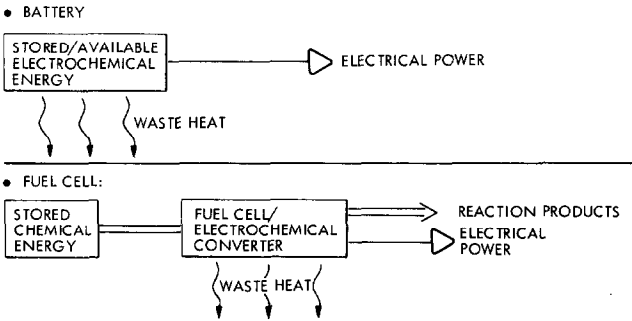 • BATTERY
STORED/AVAILABLE
ELECTROCHEMICAL
ENERGY
ELECTRICAL POWER
WASTE HEAT
• FUEL CELL:
STORED
CHEMICAL
ENERGY
FUEL CELL/
ELECTROCHEMICAL
CONVERTER
REACTION PRODUCTS
ELECTRICAL
POWER
WASTE HEAT